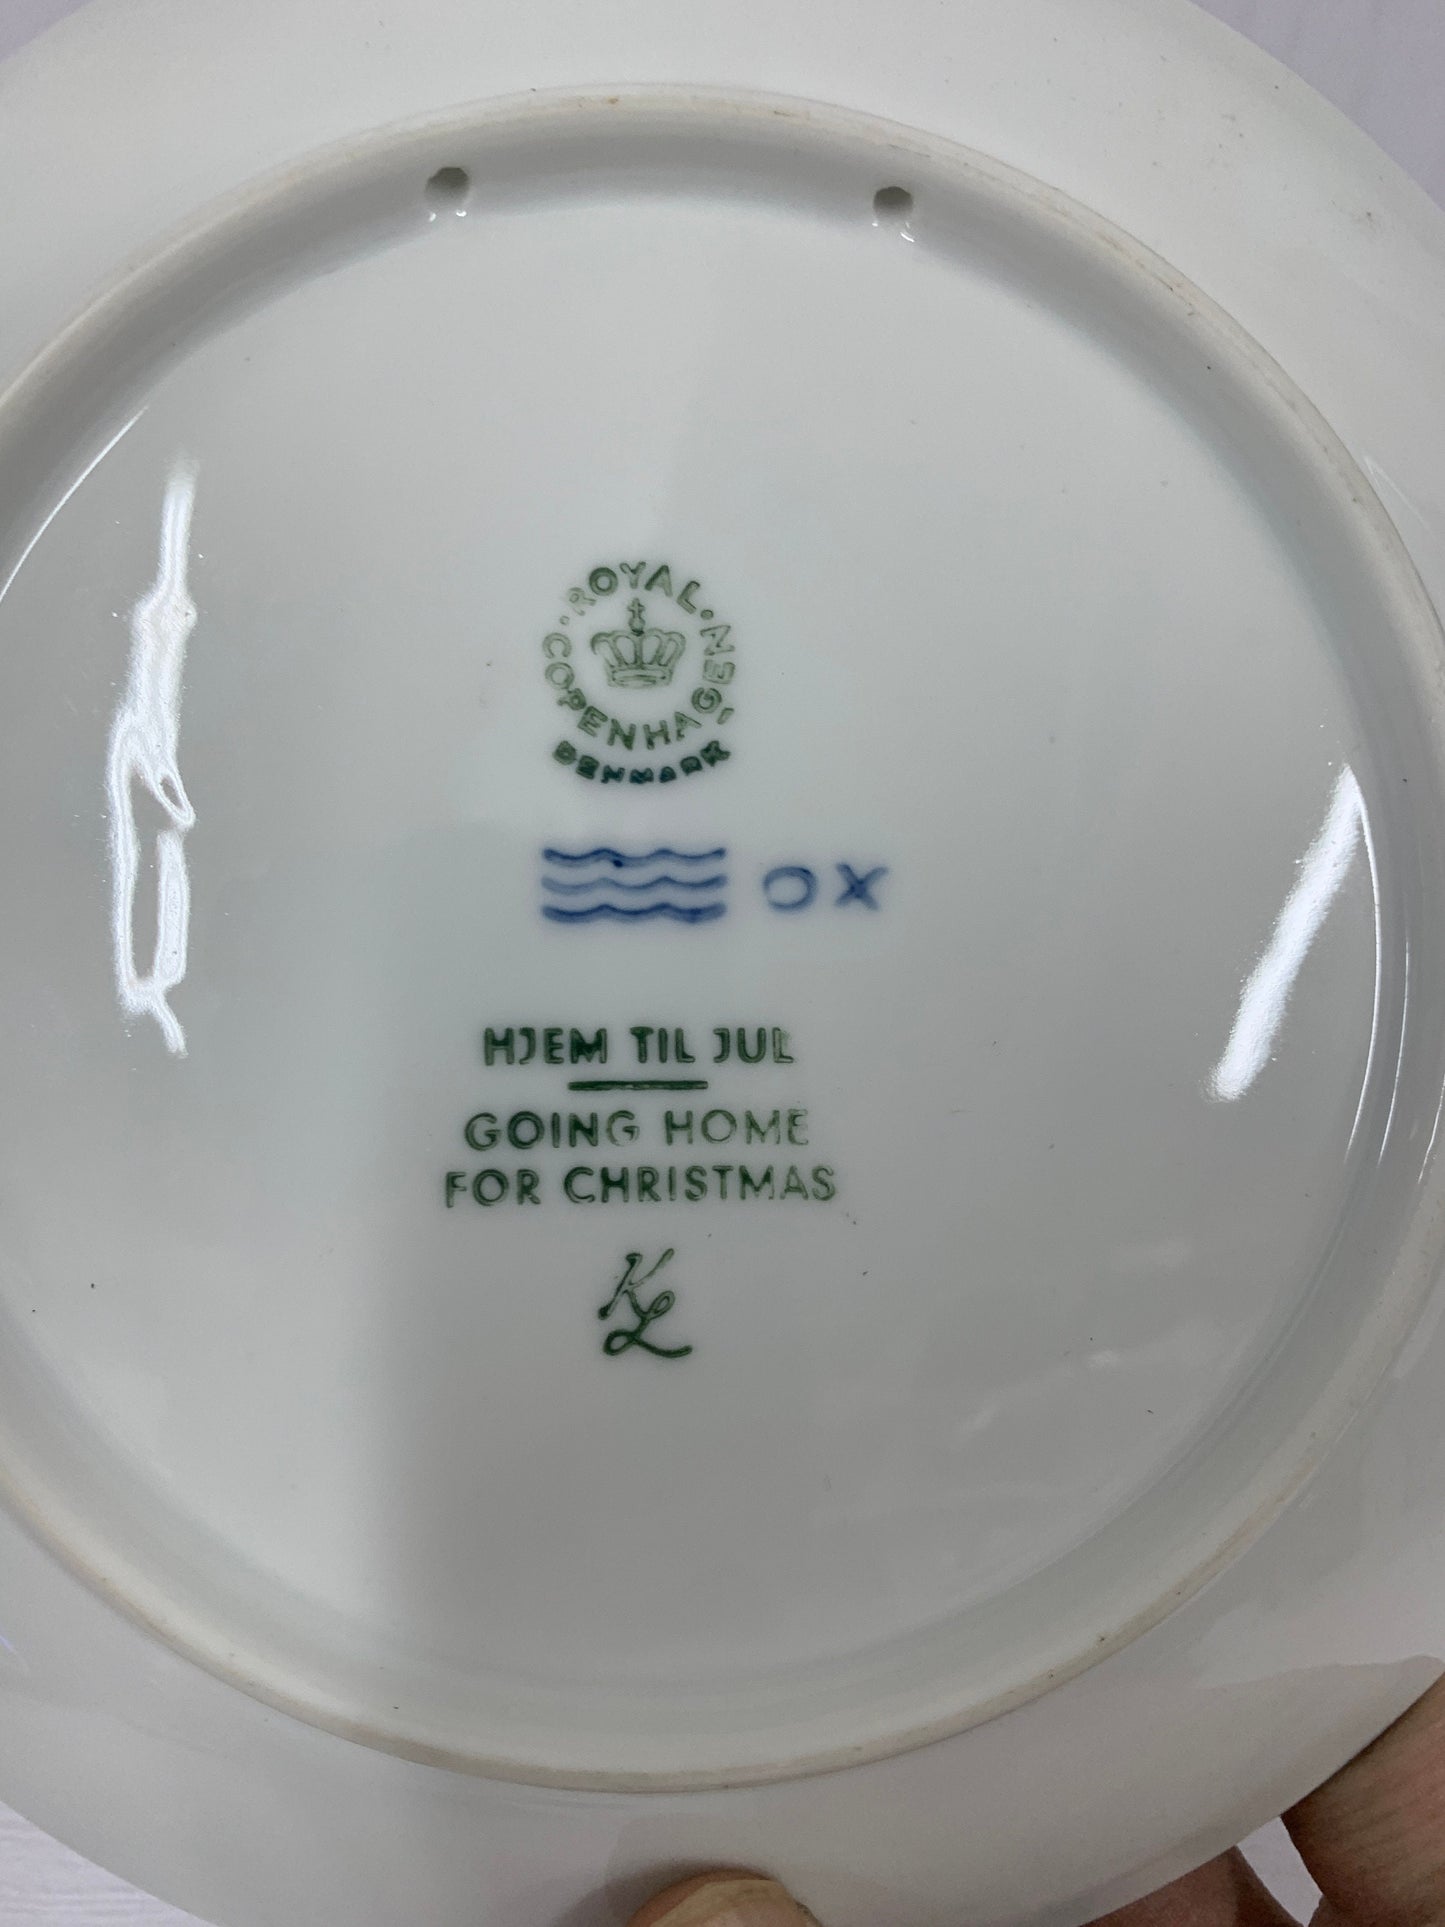 ROYAL · COPENHAGEN ·
DENMARK
OX
HJEM TIL JUL
GOING HOME
FOR CHRISTMAS
KL